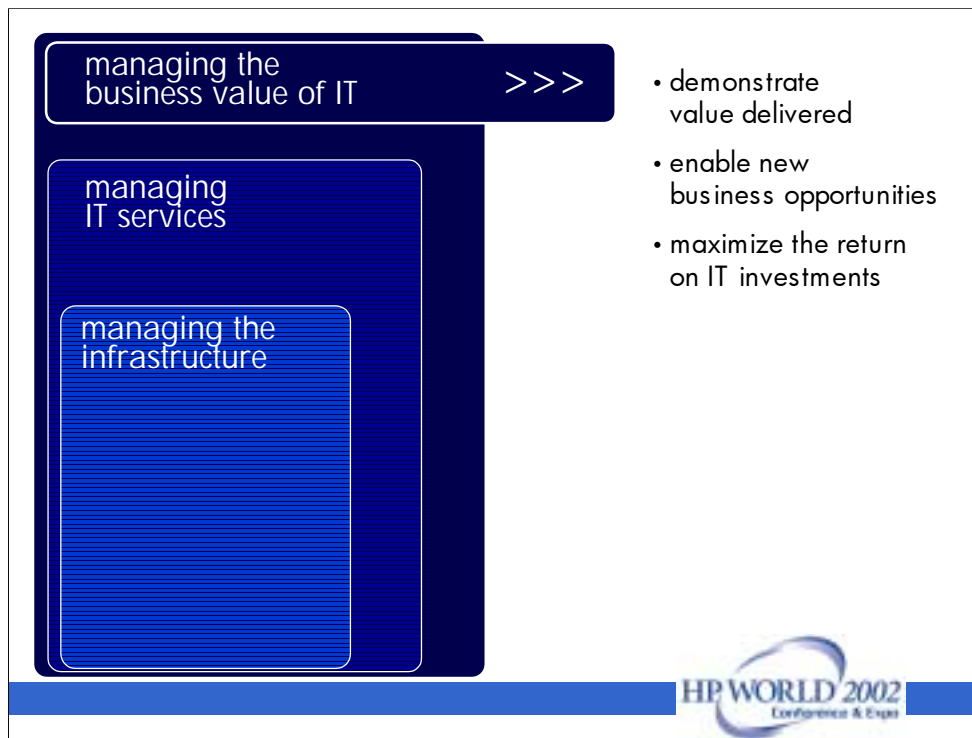 managing the
business value of IT
>>>
• demonstrate
value delivered
• enable new
business opportunities
• maximize the return
on IT investments
managing
IT services
managing the
infrastructure
HP WORLD 2002
Conference & Expo